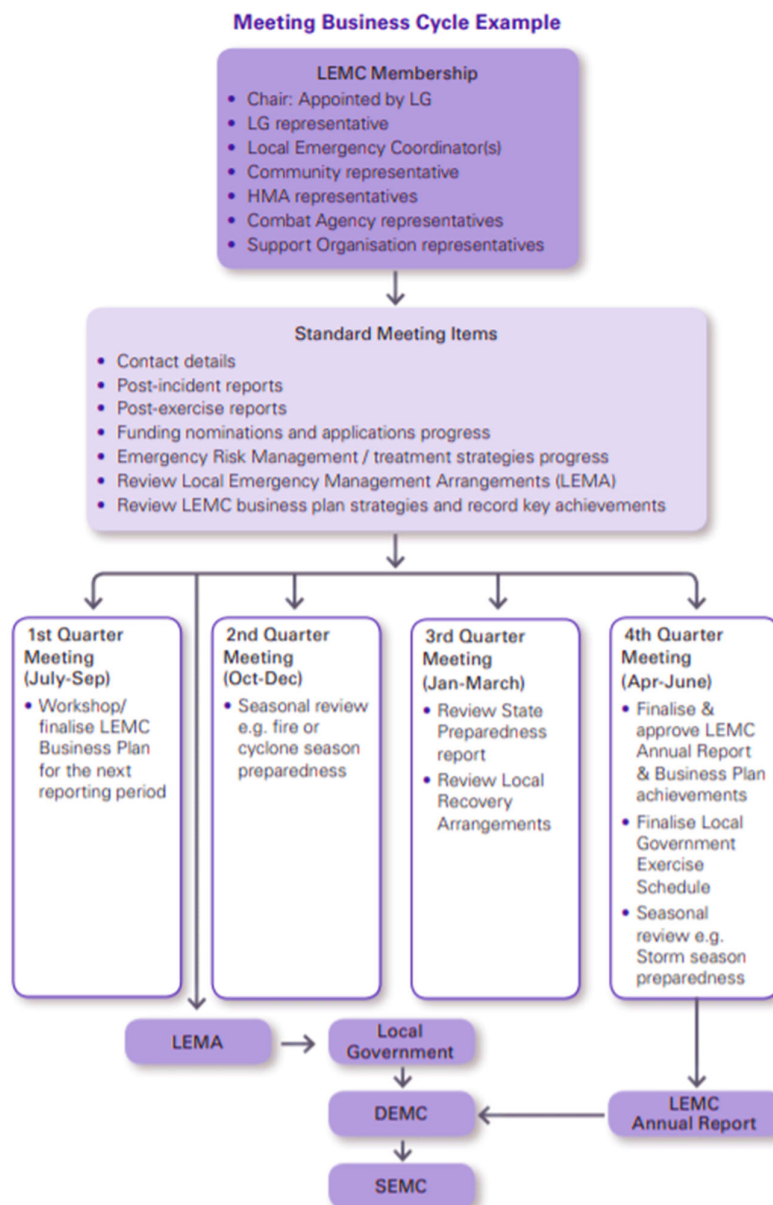 Meeting Business Cycle Example
LEMC Membership
• Chair: Appointed by LG
• LG representative
• Local Emergency Coordinator(s)
• Community representative
• HMA representatives
• Combat Agency representatives
• Support Organisation representatives
Standard Meeting Items
• Contact details
• Post-incident reports
• Post-exercise reports
• Funding nominations and applications progress
• Emergency Risk Management / treatment strategies progress
• Review Local Emergency Management Arrangements (LEMA)
• Review LEMC business plan strategies and record key achievements
1st Quarter
Meeting
(July-Sep)
• Workshop/
finalise LEMC
Business Plan
for the next
reporting period
2nd Quarter
Meeting
(Oct-Dec)
• Seasonal review
e.g. fire or
cyclone season
preparedness
3rd Quarter
Meeting
(Jan-March)
• Review State
Preparedness
report
• Review Local
Recovery
Arrangements
4th Quarter
Meeting
(Apr-June)
• Finalise &
approve LEMC
Annual Report
& Business Plan
achievements
• Finalise Local
Government
Exercise
Schedule
• Seasonal
review e.g.
Storm season
preparedness
LEMA
Local
Government
DEMC
LEMC
Annual Report
SEMC